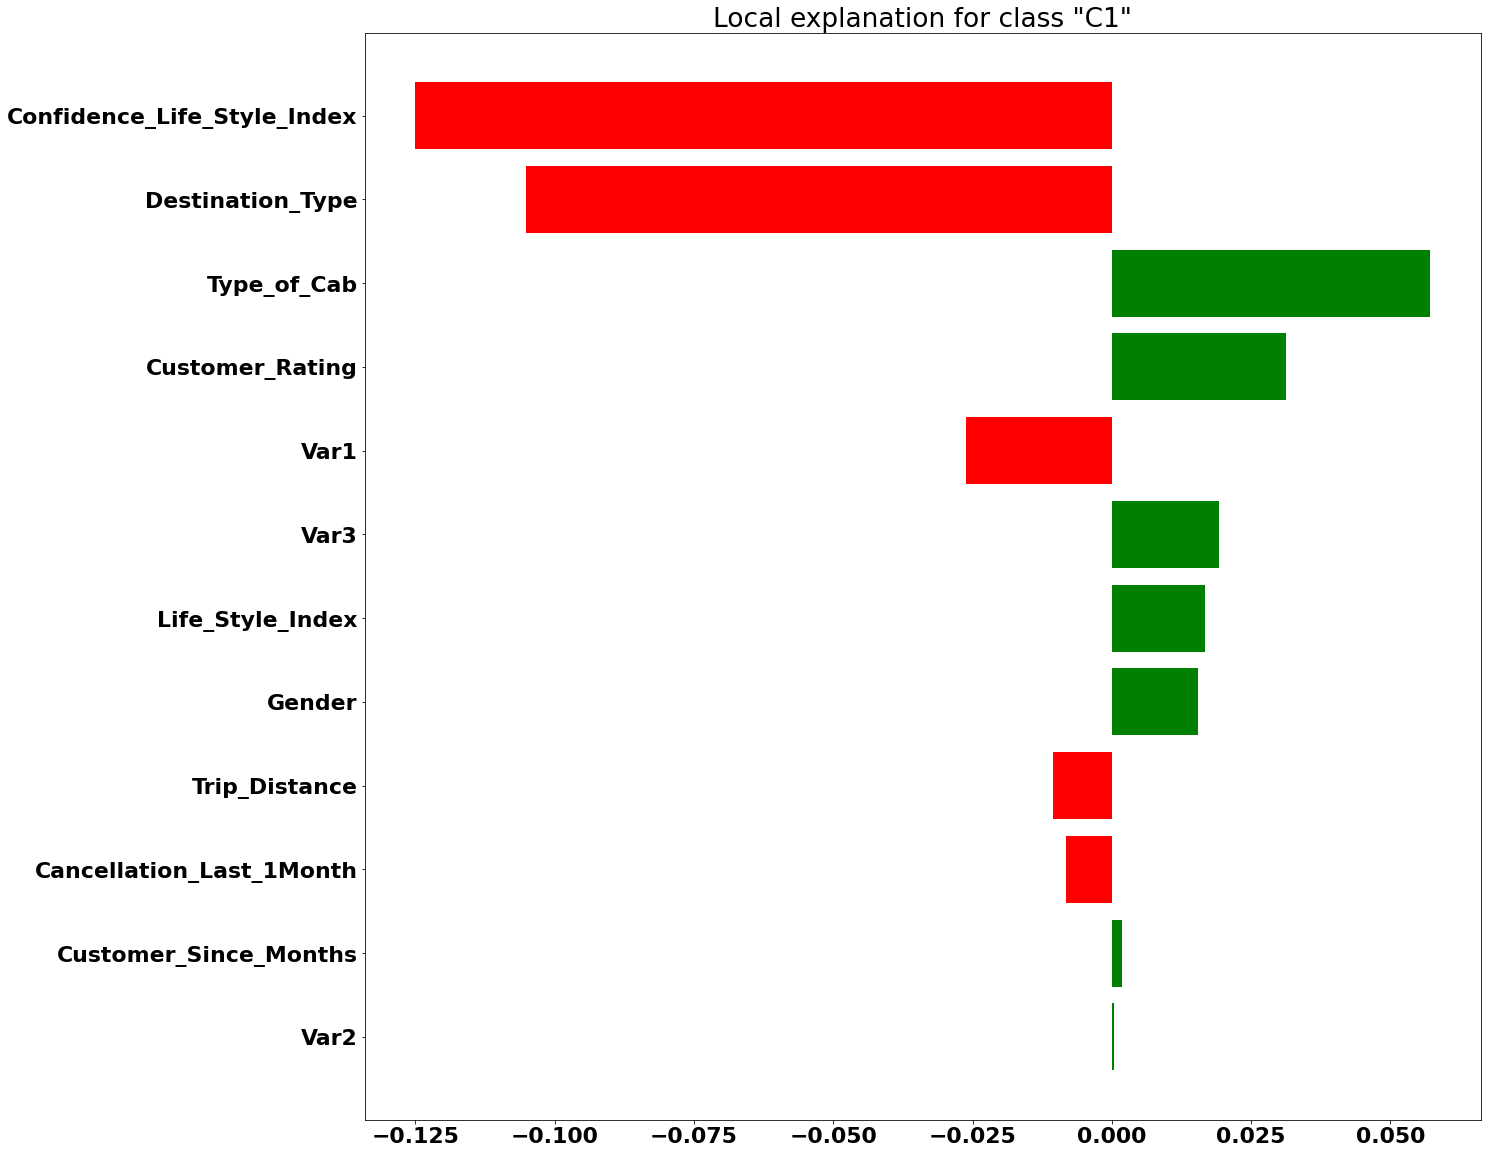 Local explanation for class "C1"
Confidence_Life_Style_Index
Destination_Type
Type_of_Cab
Customer_Rating
Var1
Var3
Life_Style_Index
Gender
Trip_Distance
Cancellation_Last_1Month
Customer_Since_Months
Var2
−0.125 −0.100 −0.075 −0.050 −0.025 0.000 0.025 0.050